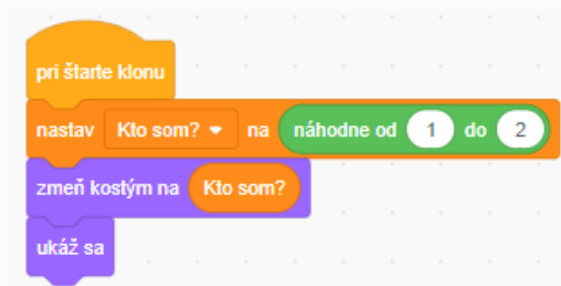 pri štarte klonu
nastav Kto som? na náhodne od 1 do 2
zmeň kostým na Kto som?
ukáž sa